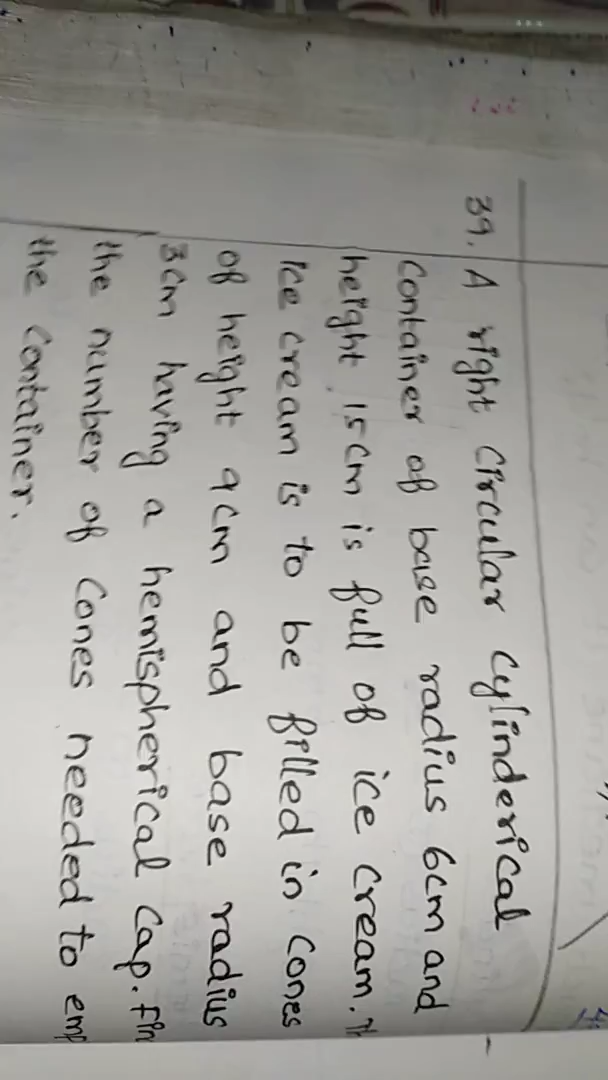 39. A right circular cylinderical
container of base radius 6cm and
height 15cm is full of ice cream. Th
ice cream is to be filled in cones
of height 9cm and base radius
3cm having a hemispherical cap. Fin
the number of cones needed to emp
the container.